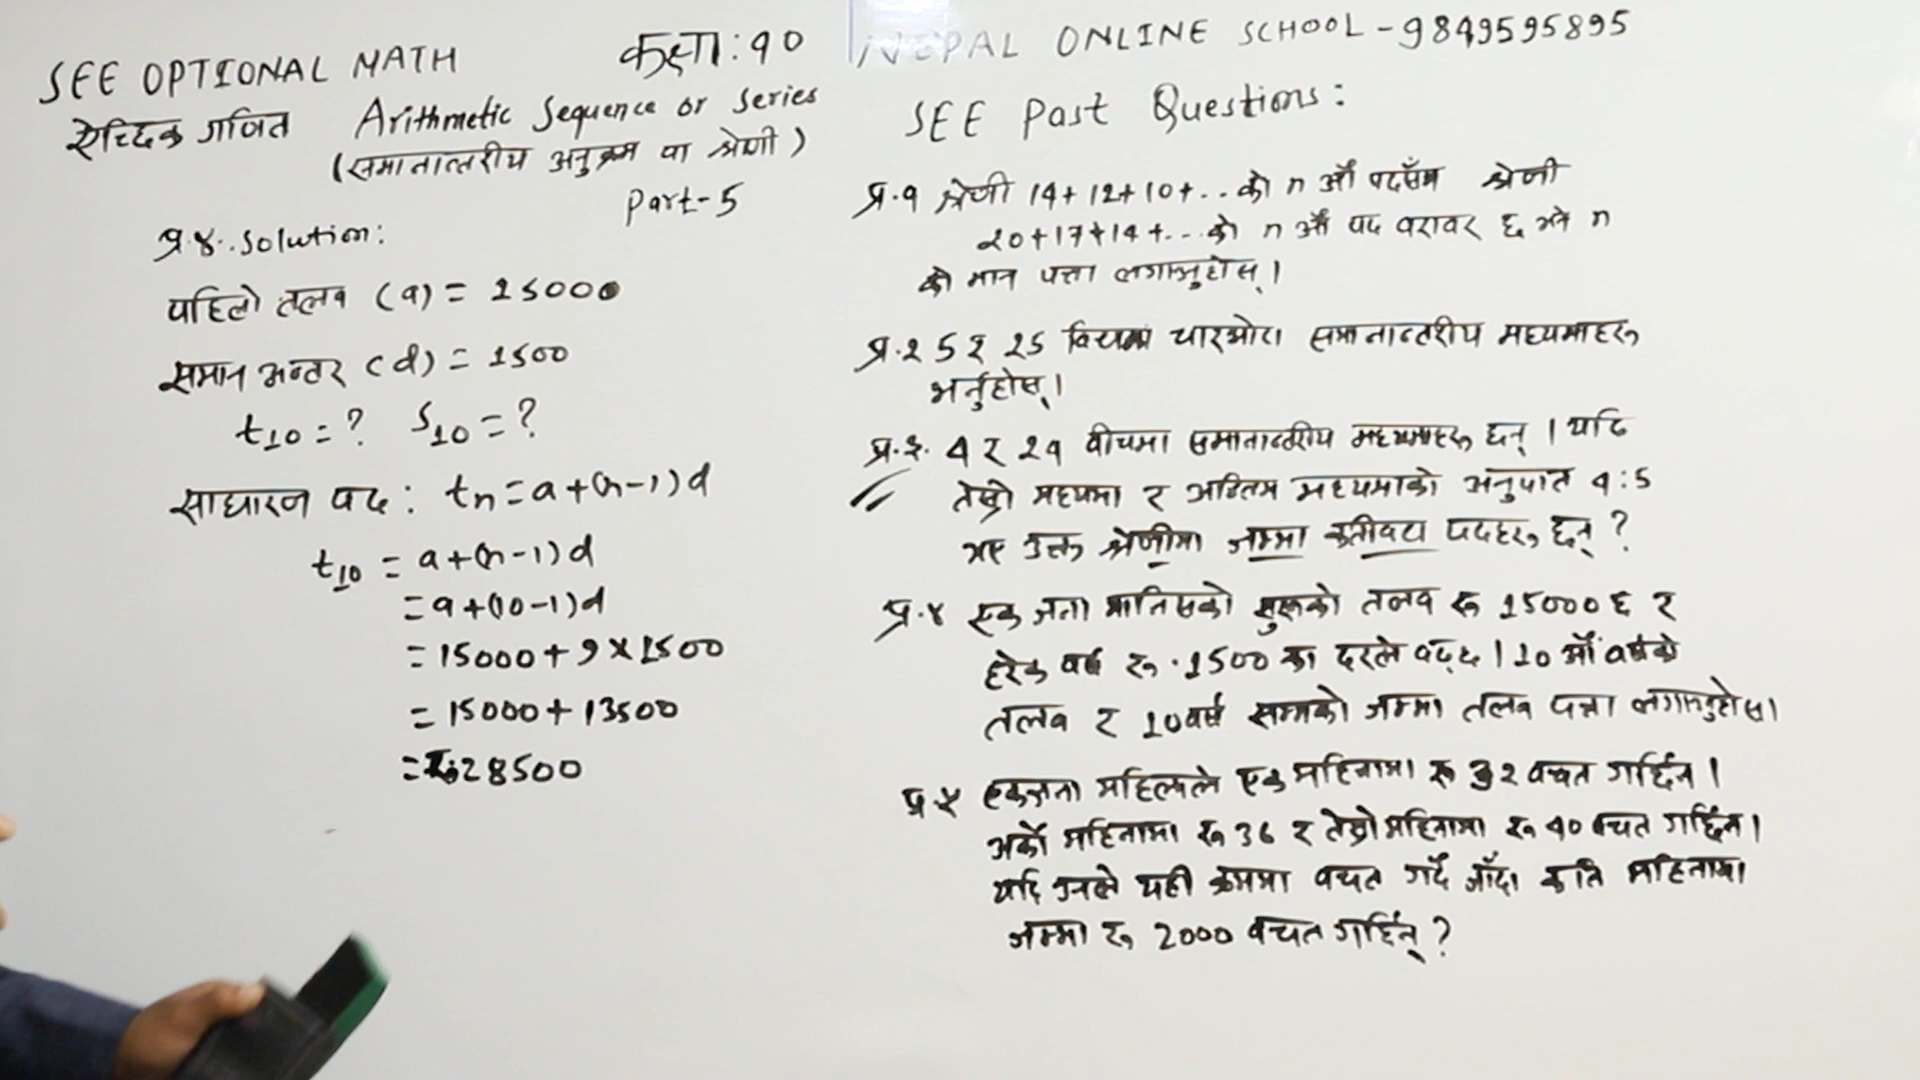 SEE OPTIONAL MATH कक्षा: १०
ऐच्छिक गणित Arithmetic Sequence or Series
(समानान्तरीय अनुक्रम वा श्रेणी)
Part-5
प्र.४. Solution:
पहिलो तलब (a) = 15000
समान अन्तर (d) = 1500
t10 = ? S10 = ?
साधारण पद : tn = a+(n-1)d
t10 = a+(n-1)d
= a+(10-1)d
= 15000+9×1500
= 15000+13500
= रु.28500
NEPAL ONLINE SCHOOL - 9849595895
SEE Past Questions:
प्र.१ श्रेणी 14+12+10+... को n औं पदसँग श्रेणी
20+17+14+... को n औं पद बराबर छ भने n
को मान पत्ता लगाउनुहोस्।
प्र.२ 5 र 25 बिचमा चारओटा समानान्तरीय मध्यमाहरू
भर्नुहोस्।
प्र.३. 4 र 29 बीचमा समानान्तरीय मध्यमाहरू छन्। यदि
तेस्रो मध्यमा र अन्तिम मध्यमाको अनुपात 4:5
भए उक्त श्रेणीमा जम्मा कतीवटा पदहरू छन्?
प्र.४ एक जना मानिसको सुरूको तलब रू 15000 छ र
हरेक वर्ष रू.1500 का दरले बढ्छ। 10 औं वर्षको
तलब र 10 वर्ष सम्मको जम्मा तलब पत्ता लगाउनुहोस।
प्र.५ एकजना महिलाले एक महिनामा रू 32 बचत गर्छिन।
अर्को महिनामा रू 36 र तेस्रो महिनामा रू 40 बचत गर्छिन।
यदि उनले यही क्रममा बचत गर्दै जाँदा कति महिनामा
जम्मा रू 2000 बचत गर्छिन्?